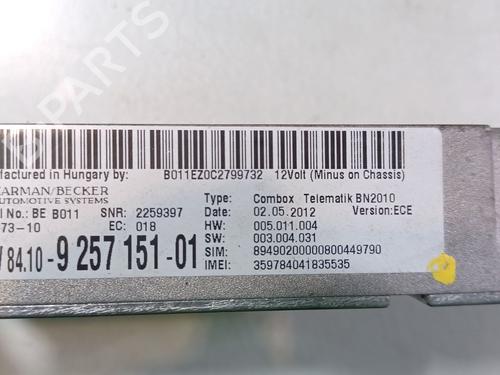 B PARTS
B011EZ0C2799732 12Volt (Minus on Chassis)
factured in Hungary by:
ARMAN/BECKER
AUTOMOTIVE SYSTEMS
l No.: BE B011 SNR: 2259397
73-10 EC: 018
84.10-9 257 151-01
Type: Combox Telematik BN2010
Date: 02.05.2012 Version:ECE
HW: 005.011.004
SW: 003.004.031
SIM: 89490200000800449790
IMEI: 359784041835535